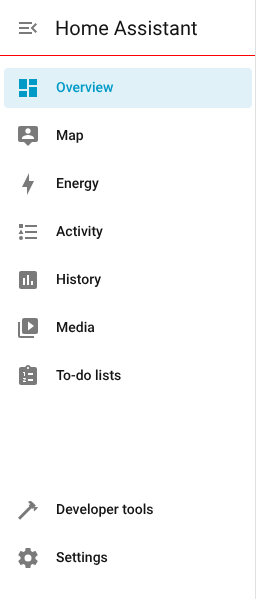 Home Assistant
Overview
Map
Energy
Activity
History
Media
To-do lists
Developer tools
Settings